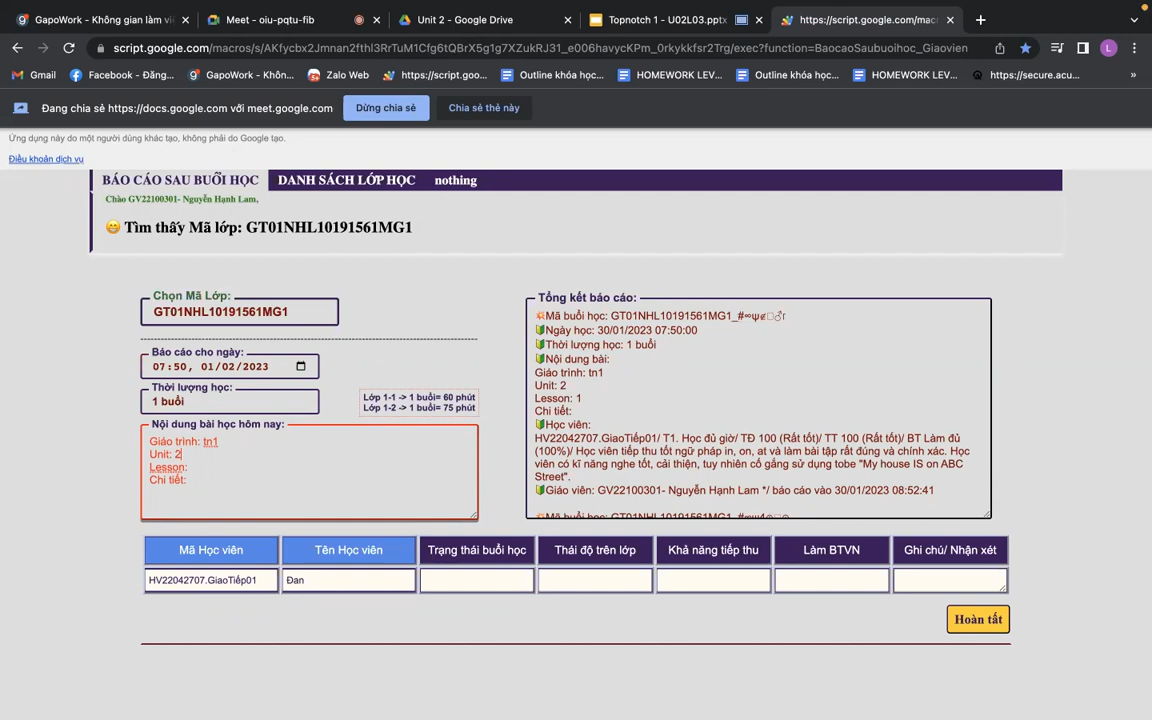 GapoWork - Không gian làm việ
Meet – oiu-pqtu-fib
Unit 2 - Google Drive
Topnotch 1 - U02L03.pptx
https://script.google.com/mac
script.google.com/macros/s/AKfycbx2Jmnan2fthl3RrTuM1Cfg6tQBrX5g1g7XZukRJ31_e006havycKPm_0rkykkfsr2Trg/exec?function=BaocaoSaubuoihoc_Giaovien
L
Gmail
Facebook - Đăng...
GapoWork - Khôn...
Zalo Web
https://script.goo...
Outline khóa học...
HOMEWORK LEV...
Outline khóa học...
HOMEWORK LEV...
https://secure.acu...
»
Đang chia sẻ https://docs.google.com với meet.google.com
Dừng chia sẻ
Chia sẻ thẻ này
Ứng dụng này do một người dùng khác tạo, không phải do Google tạo.
Điều khoản dịch vụ
BÁO CÁO SAU BUỔI HỌC
DANH SÁCH LỚP HỌC
nothing
Chào GV22100301- Nguyễn Hạnh Lam,
Tìm thấy Mã lớp: GT01NHL10191561MG1
Chọn Mã Lớp:
GT01NHL10191561MG1
Báo cáo cho ngày:
07:50, 01/02/2023
Thời lượng học:
1 buổi
Lớp 1-1 -> 1 buổi= 60 phút
Lớp 1-2 -> 1 buổi= 75 phút
Nội dung bài học hôm nay:
Giáo trình: tn1
Unit: 2
Lesson:
Chi tiết:
Tổng kết báo cáo:
Mã buổi học: GT01NHL10191561MG1_#∞ψ
Ngày học: 30/01/2023 07:50:00
Thời lượng học: 1 buổi
Nội dung bài:
Giáo trình: tn1
Unit: 2
Lesson: 1
Chi tiết:
Học viên:
HV22042707.GiaoTiếp01/ T1. Học đủ giờ/ TĐ 100 (Rất tốt)/ TT 100 (Rất tốt)/ BT Làm đủ
(100%)/ Học viên tiếp thu tốt ngữ pháp in, on, at và làm bài tập rất đúng và chính xác. Học
viên có kĩ năng nghe tốt, cải thiện, tuy nhiên cố gắng sử dụng tobe "My house IS on ABC
Street".
Giáo viên: GV22100301- Nguyễn Hạnh Lam */ báo cáo vào 30/01/2023 08:52:41
Mã buổi học: GT01NHL10191561MG1
Mã Học viên
Tên Học viên
Trạng thái buổi học
Thái độ trên lớp
Khả năng tiếp thu
Làm BTVN
Ghi chú/ Nhận xét
HV22042707.GiaoTiếp01
Đan
Hoàn tất